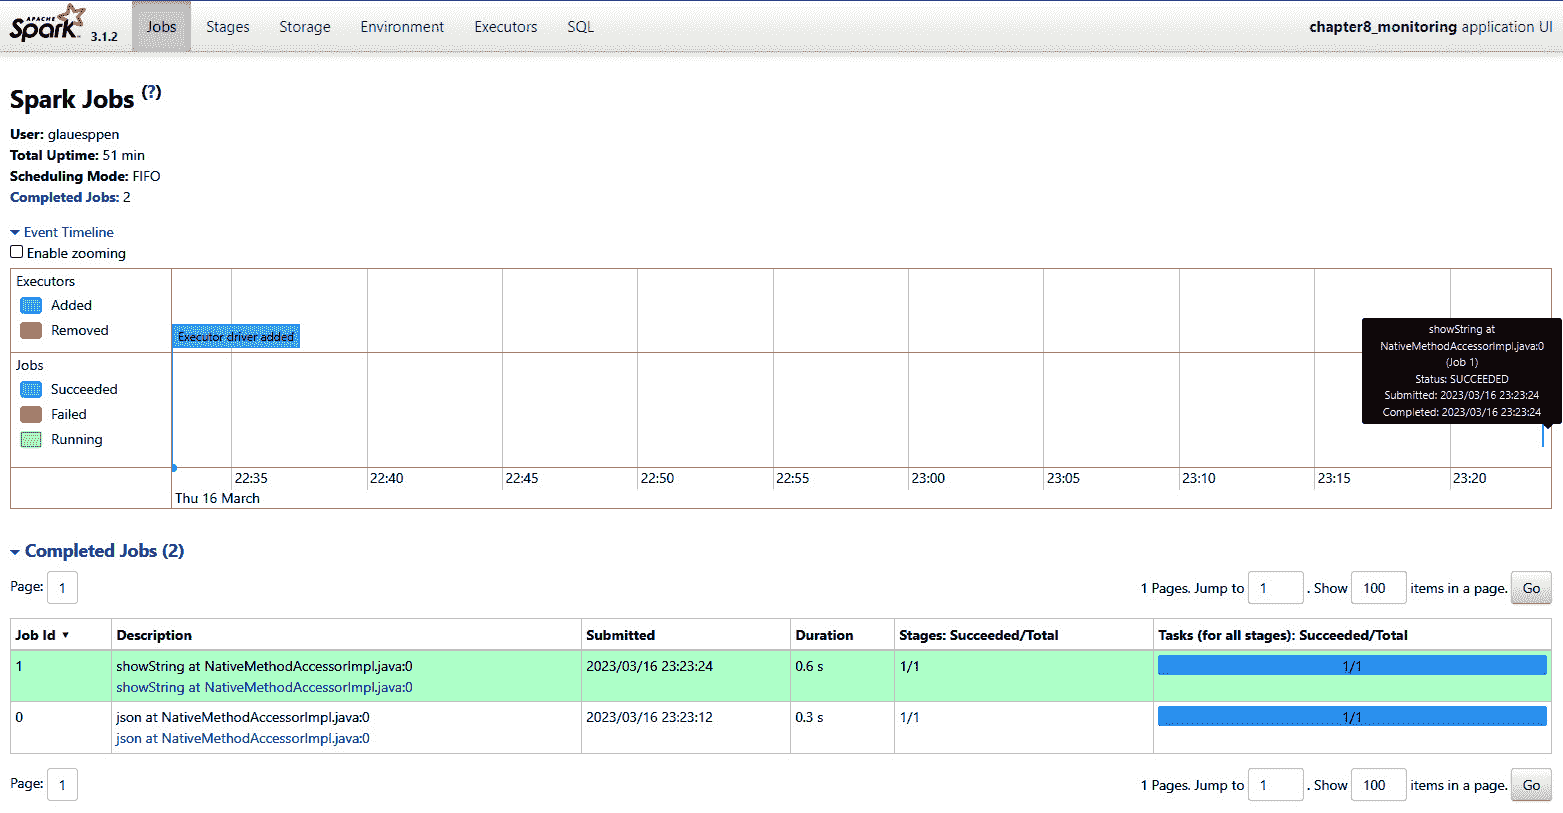 APACHE
Spark 3.1.2 Jobs Stages Storage Environment Executors SQL chapter8_monitoring application UI
Spark Jobs (?)
User: glauesppen
Total Uptime: 51 min
Scheduling Mode: FIFO
Completed Jobs: 2
Event Timeline
Enable zooming
Executors
Added
Removed
Executor driver added
Jobs
Succeeded
Failed
Running
showString at
NativeMethodAccessorImpl.java:0
(Job 1)
Status: SUCCEEDED
Submitted: 2023/03/16 23:23:24
Completed: 2023/03/16 23:23:24
22:35 22:40 22:45 22:50 22:55 23:00 23:05 23:10 23:15 23:20
Thu 16 March
Completed Jobs (2)
Page: 1 1 Pages. Jump to 1 . Show 100 items in a page. Go
Job Id ▾ Description Submitted Duration Stages: Succeeded/Total Tasks (for all stages): Succeeded/Total
1 showString at NativeMethodAccessorImpl.java:0 2023/03/16 23:23:24 0.6 s 1/1 1/1
showString at NativeMethodAccessorImpl.java:0
0 json at NativeMethodAccessorImpl.java:0 2023/03/16 23:23:12 0.3 s 1/1 1/1
json at NativeMethodAccessorImpl.java:0
Page: 1 1 Pages. Jump to 1 . Show 100 items in a page. Go